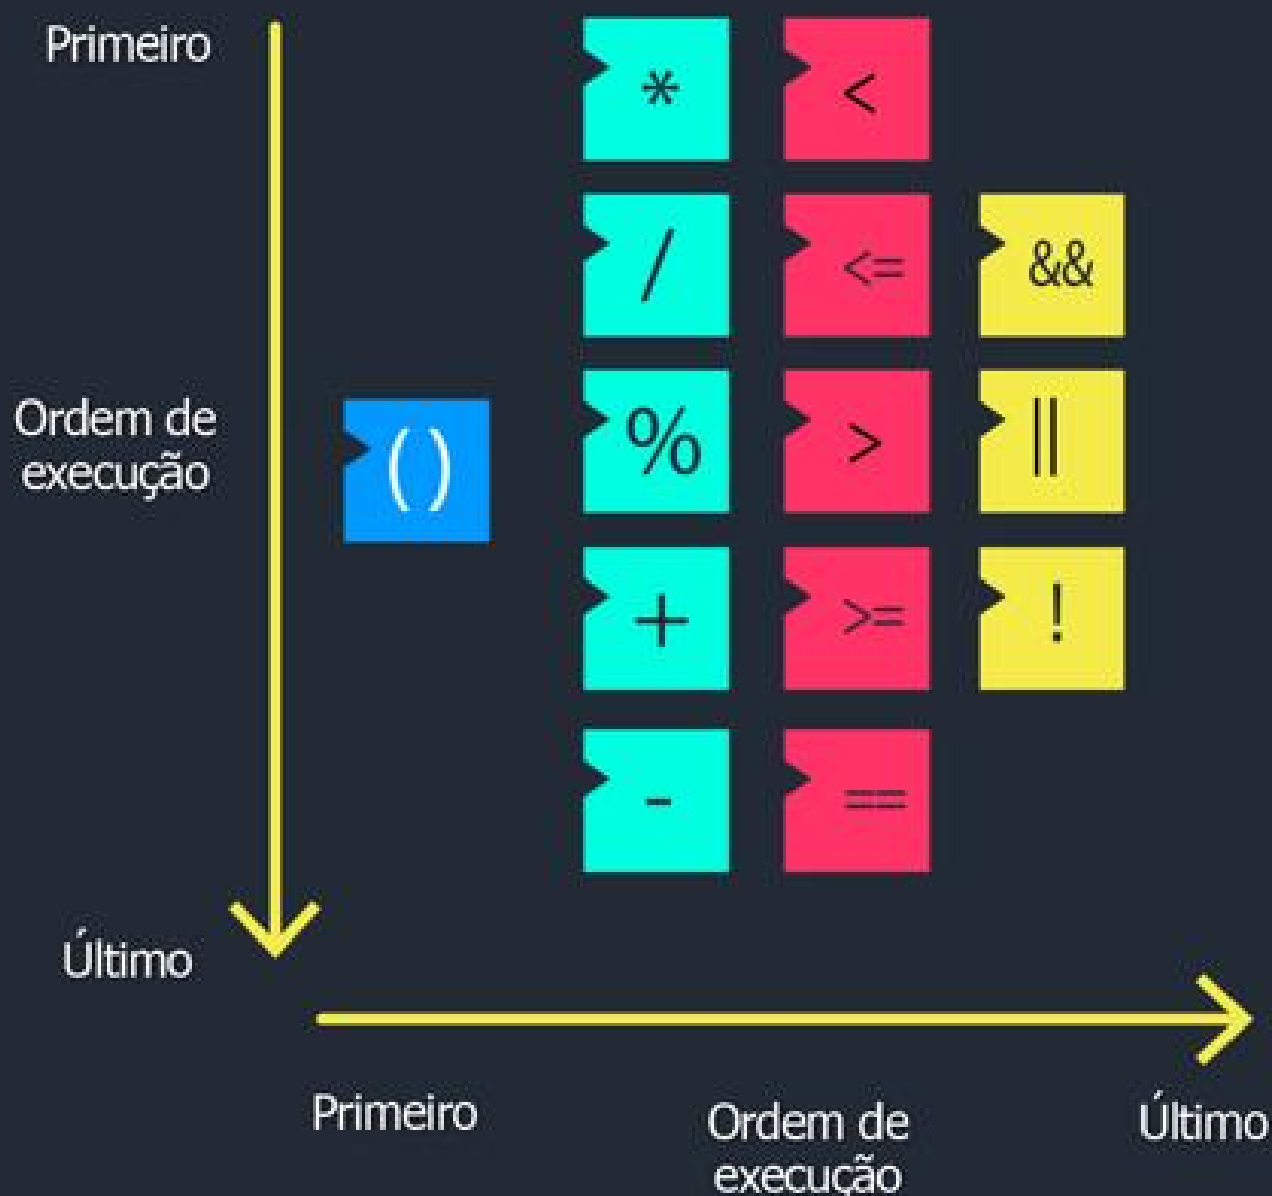 Primeiro
* <
/ <= &&
Ordem de
execução
() % > ||
+ >= !
- ==
Último
Primeiro
Ordem de
execução
Último